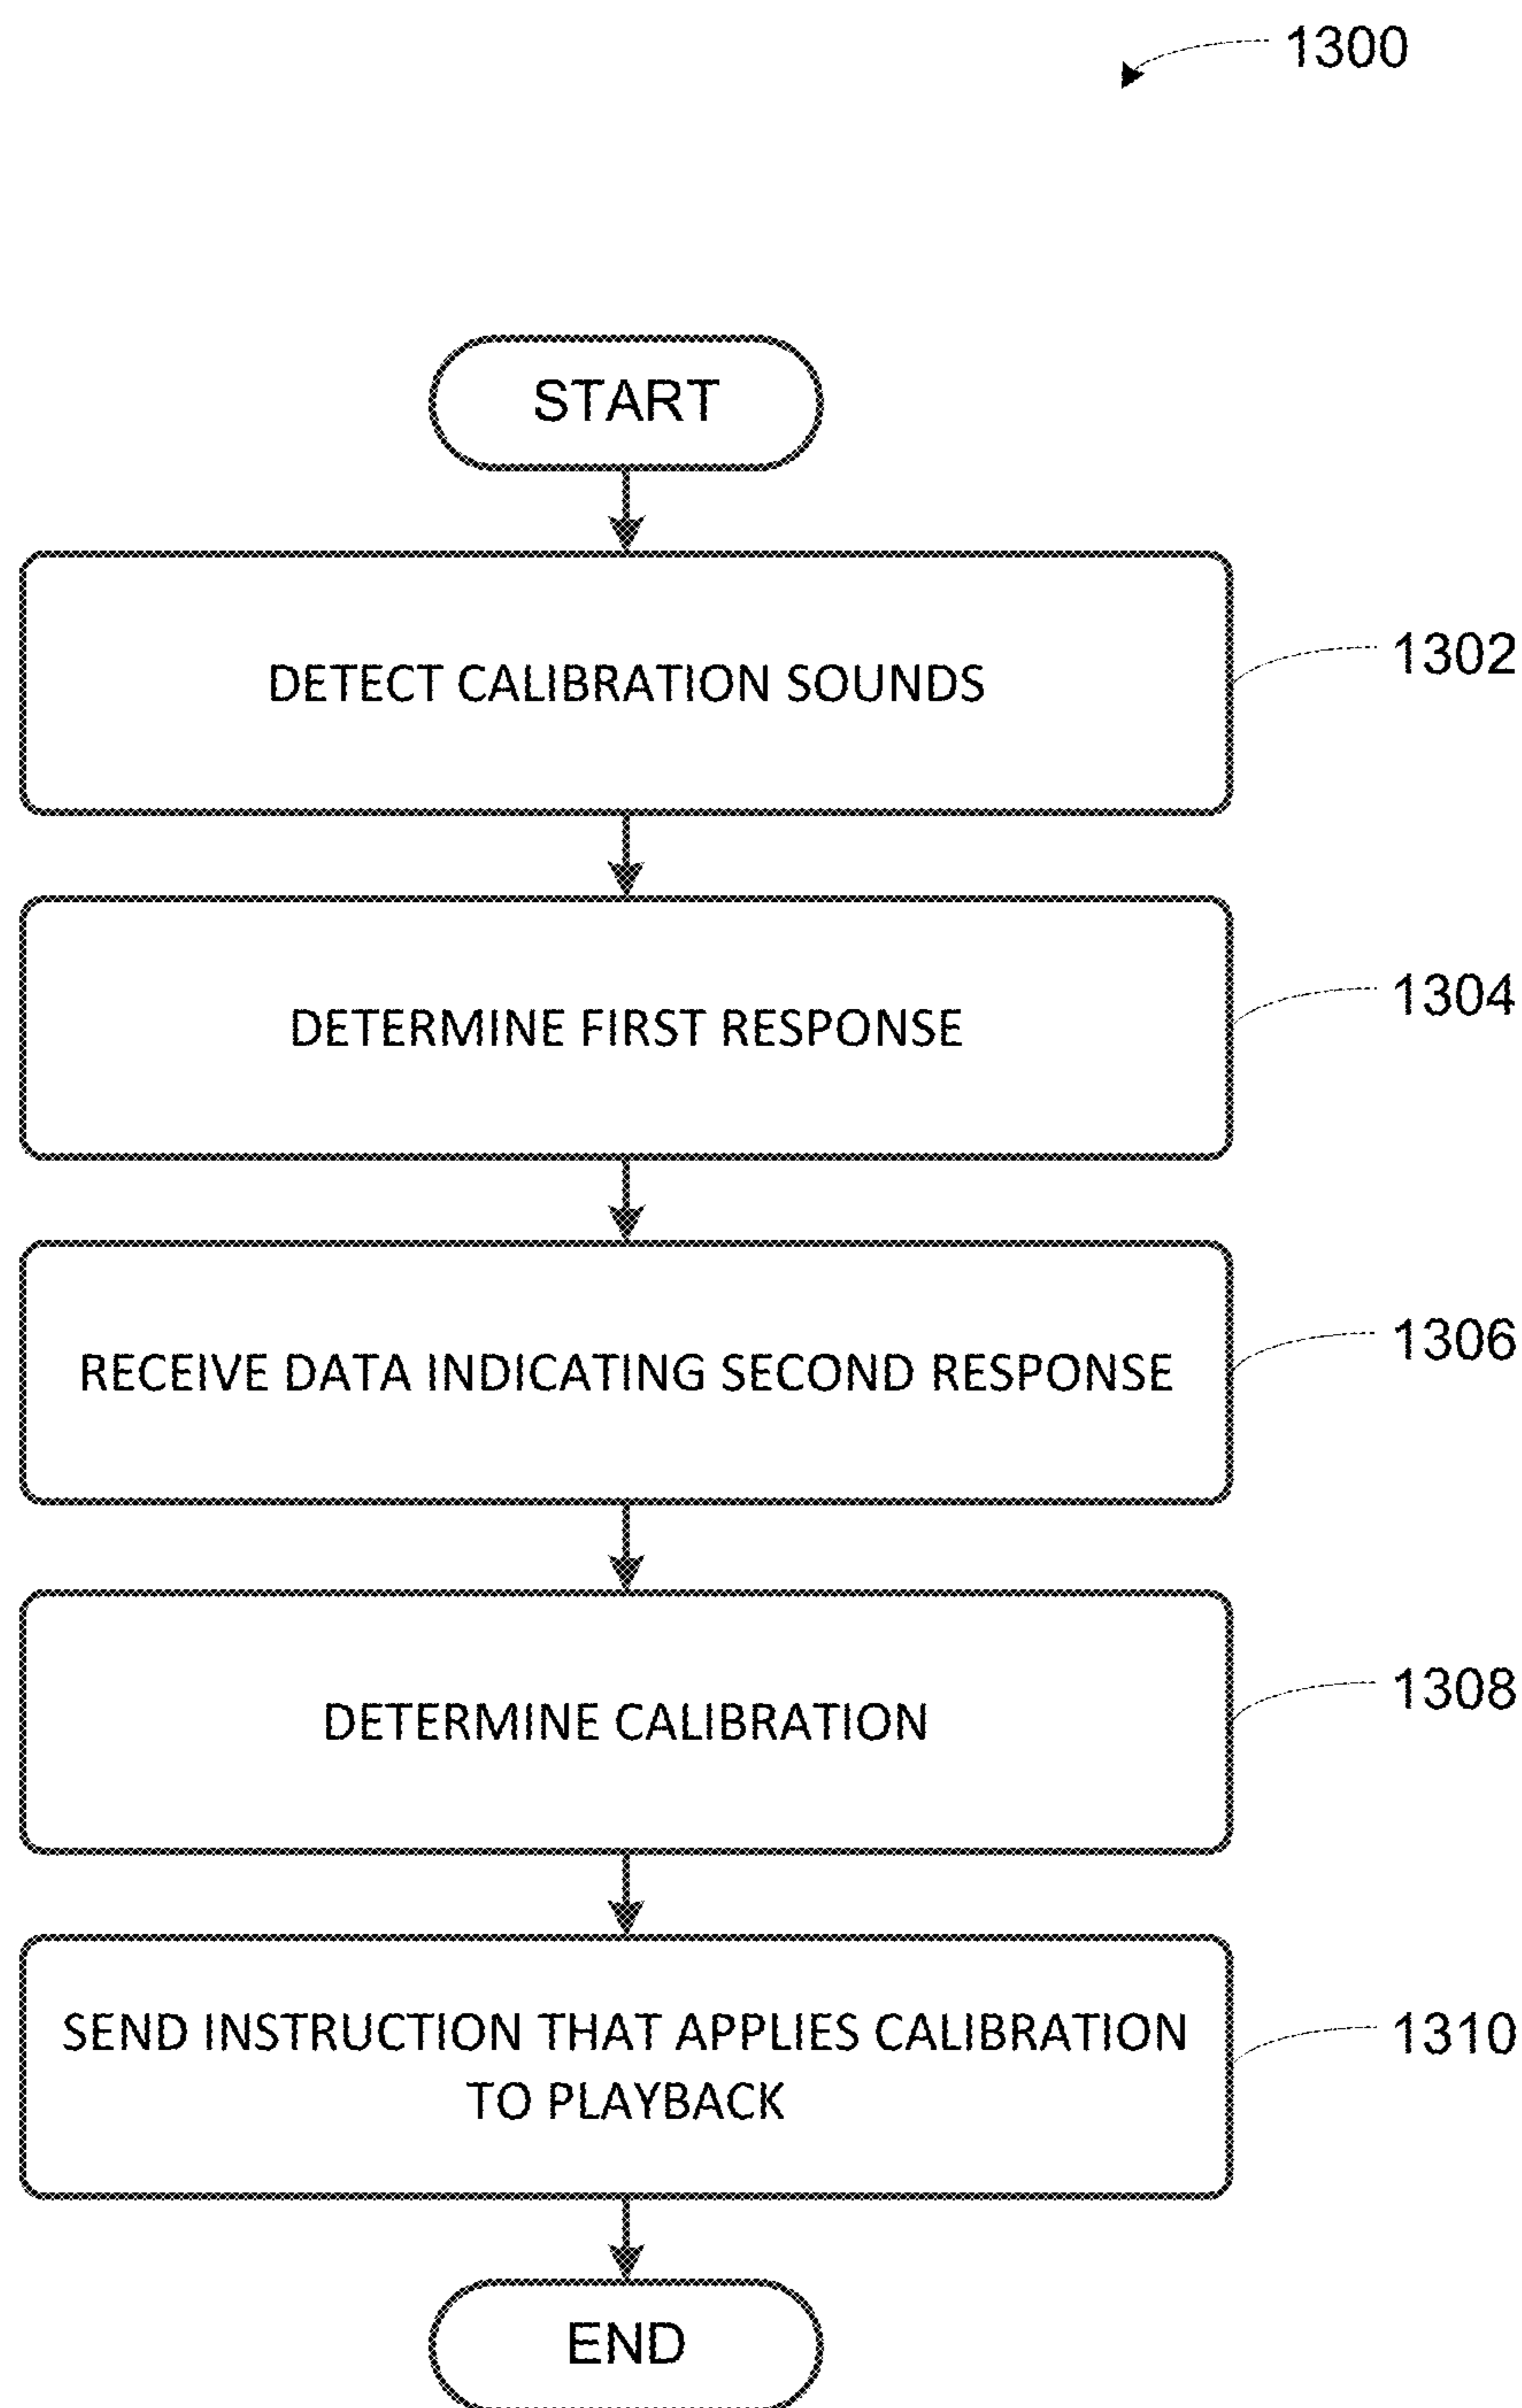 1300
START
DETECT CALIBRATION SOUNDS
1302
DETERMINE FIRST RESPONSE
1304
RECEIVE DATA INDICATING SECOND RESPONSE
1306
DETERMINE CALIBRATION
1308
SEND INSTRUCTION THAT APPLIES CALIBRATION
TO PLAYBACK
1310
END